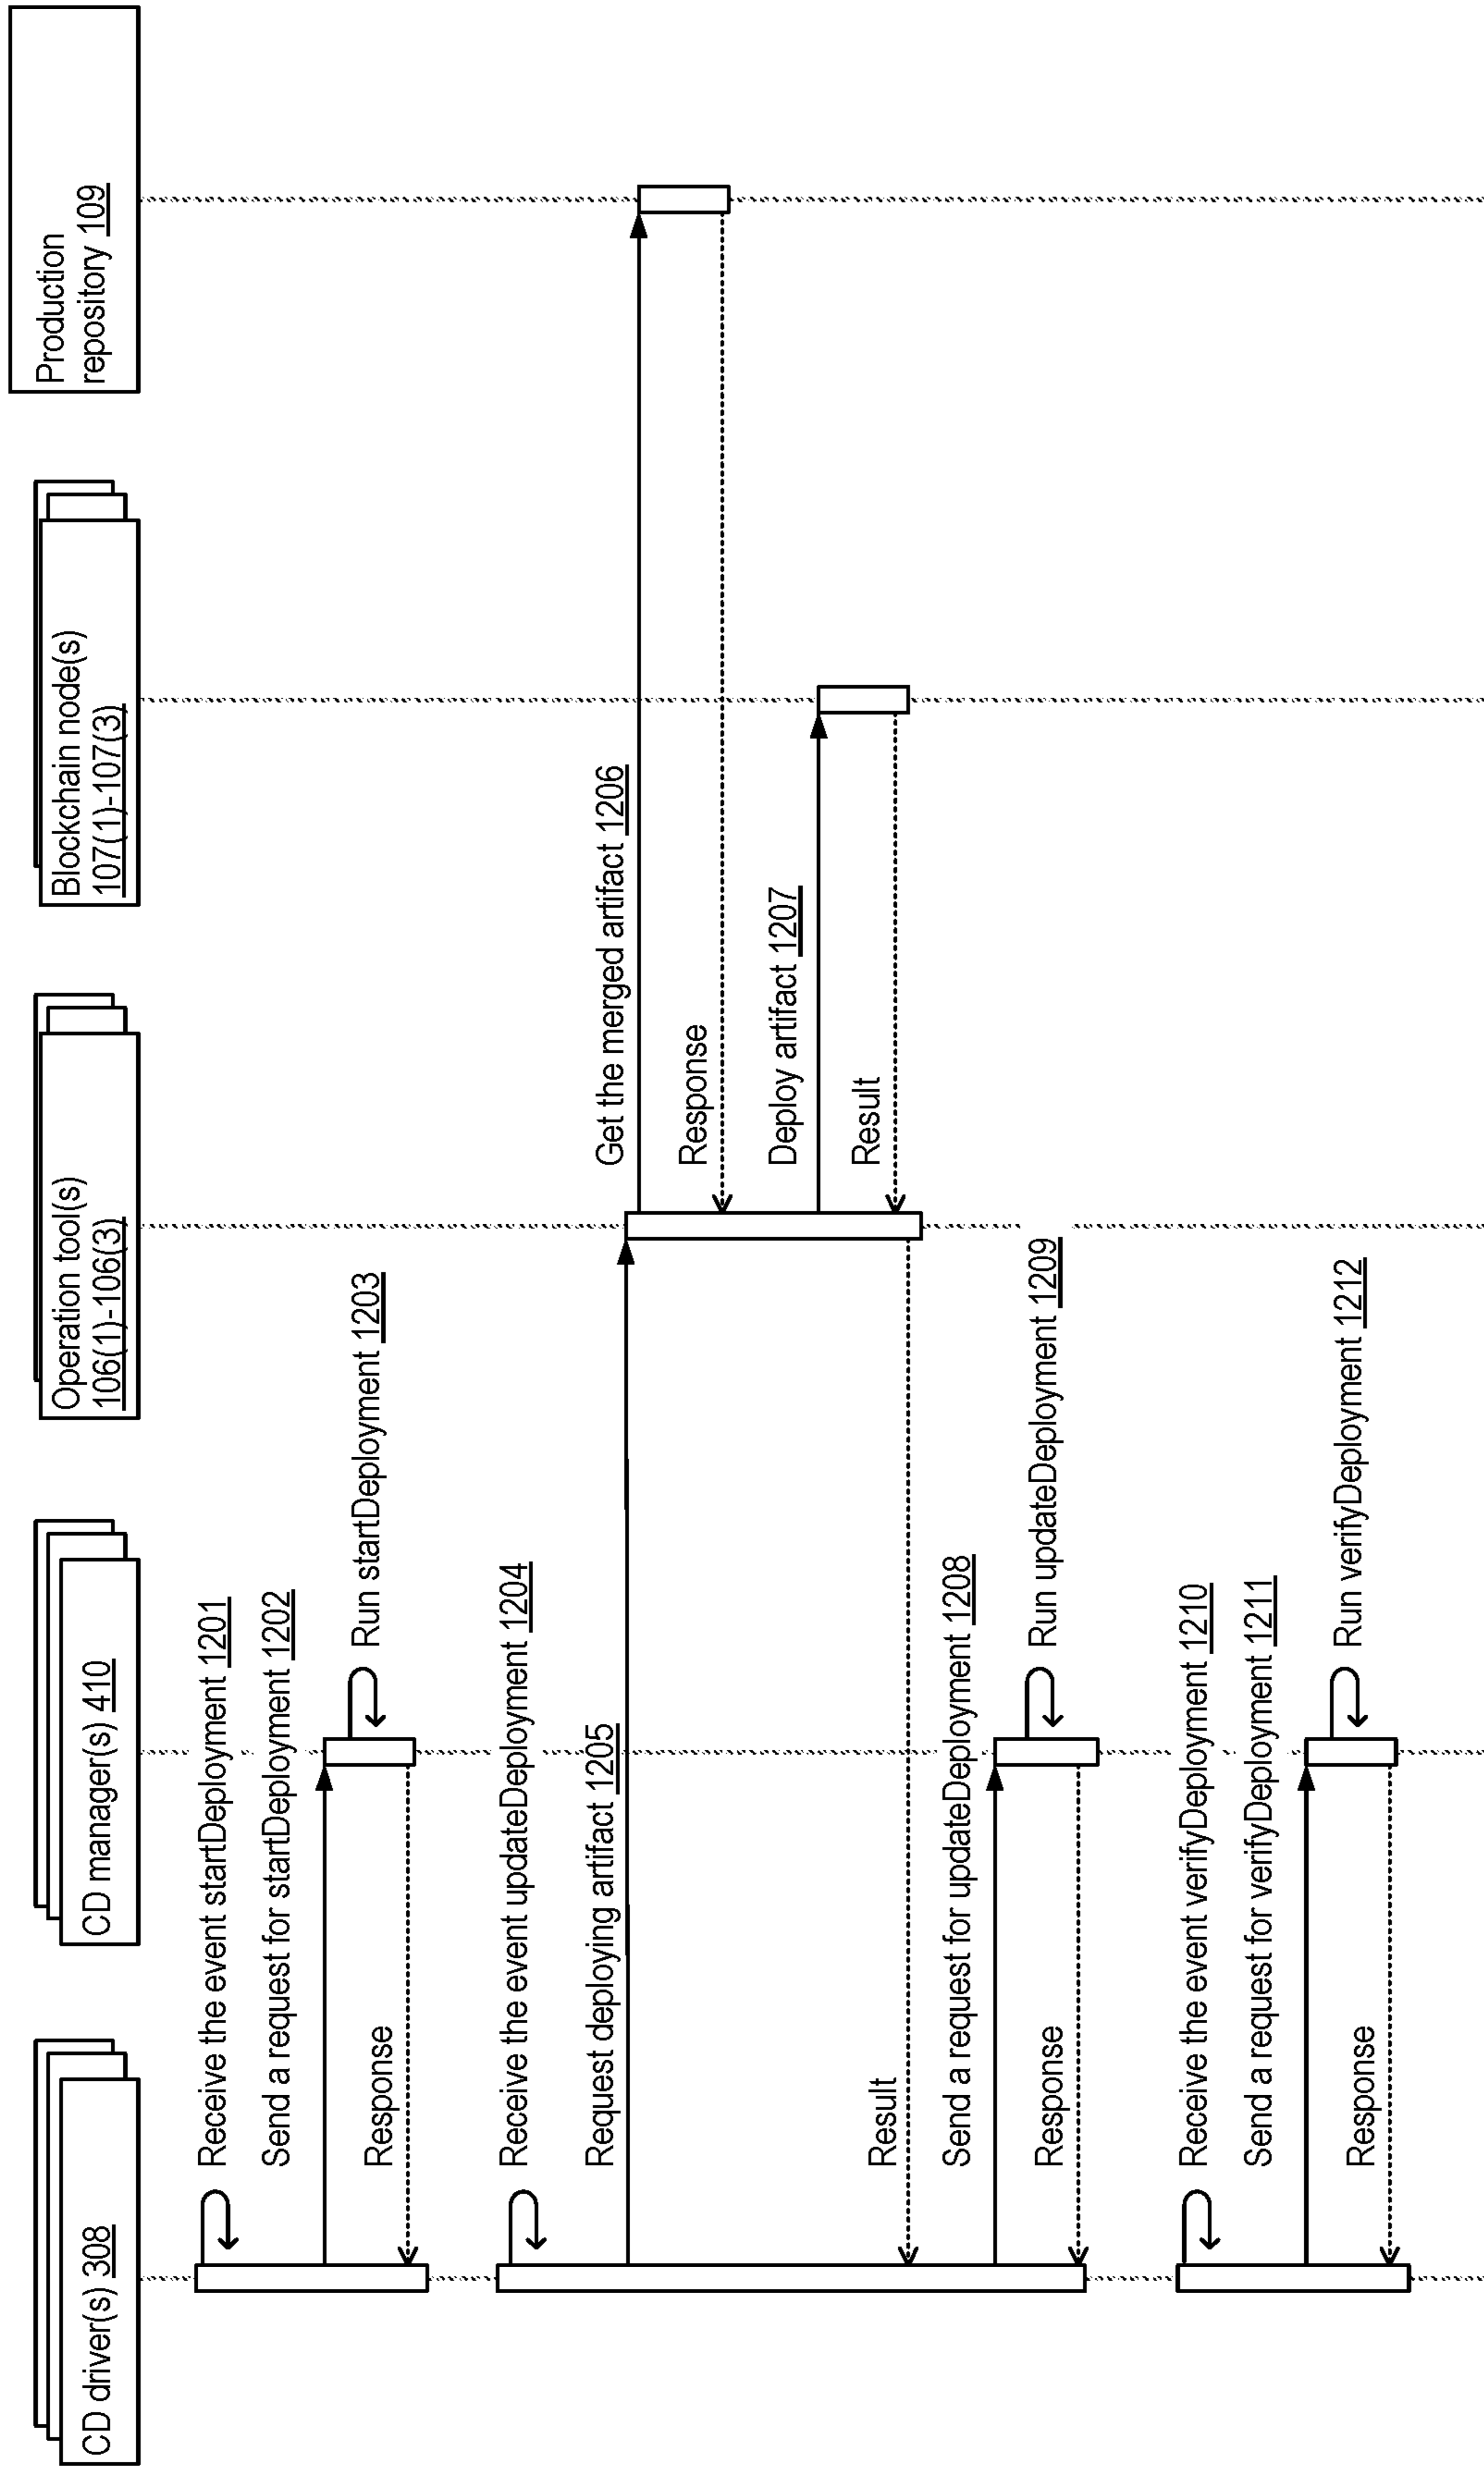 CD driver(s) 308
CD manager(s) 410
Operation tool(s)
106(1)-106(3)
Blockchain node(s)
107(1)-107(3)
Production
repository 109
Receive the event startDeployment 1201
Send a request for startDeployment 1202
Run startDeployment 1203
Response
Receive the event updateDeployment 1204
Request deploying artifact 1205
Get the merged artifact 1206
Response
Deploy artifact 1207
Result
Result
Send a request for updateDeployment 1208
Run updateDeployment 1209
Response
Receive the event verifyDeployment 1210
Send a request for verifyDeployment 1211
Run verifyDeployment 1212
Response